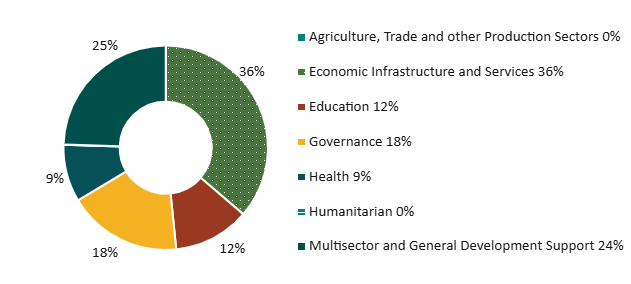 25%
36%
9%
18%
12%
Agriculture, Trade and other Production Sectors 0%
Economic Infrastructure and Services 36%
Education 12%
Governance 18%
Health 9%
Humanitarian 0%
Multisector and General Development Support 24%